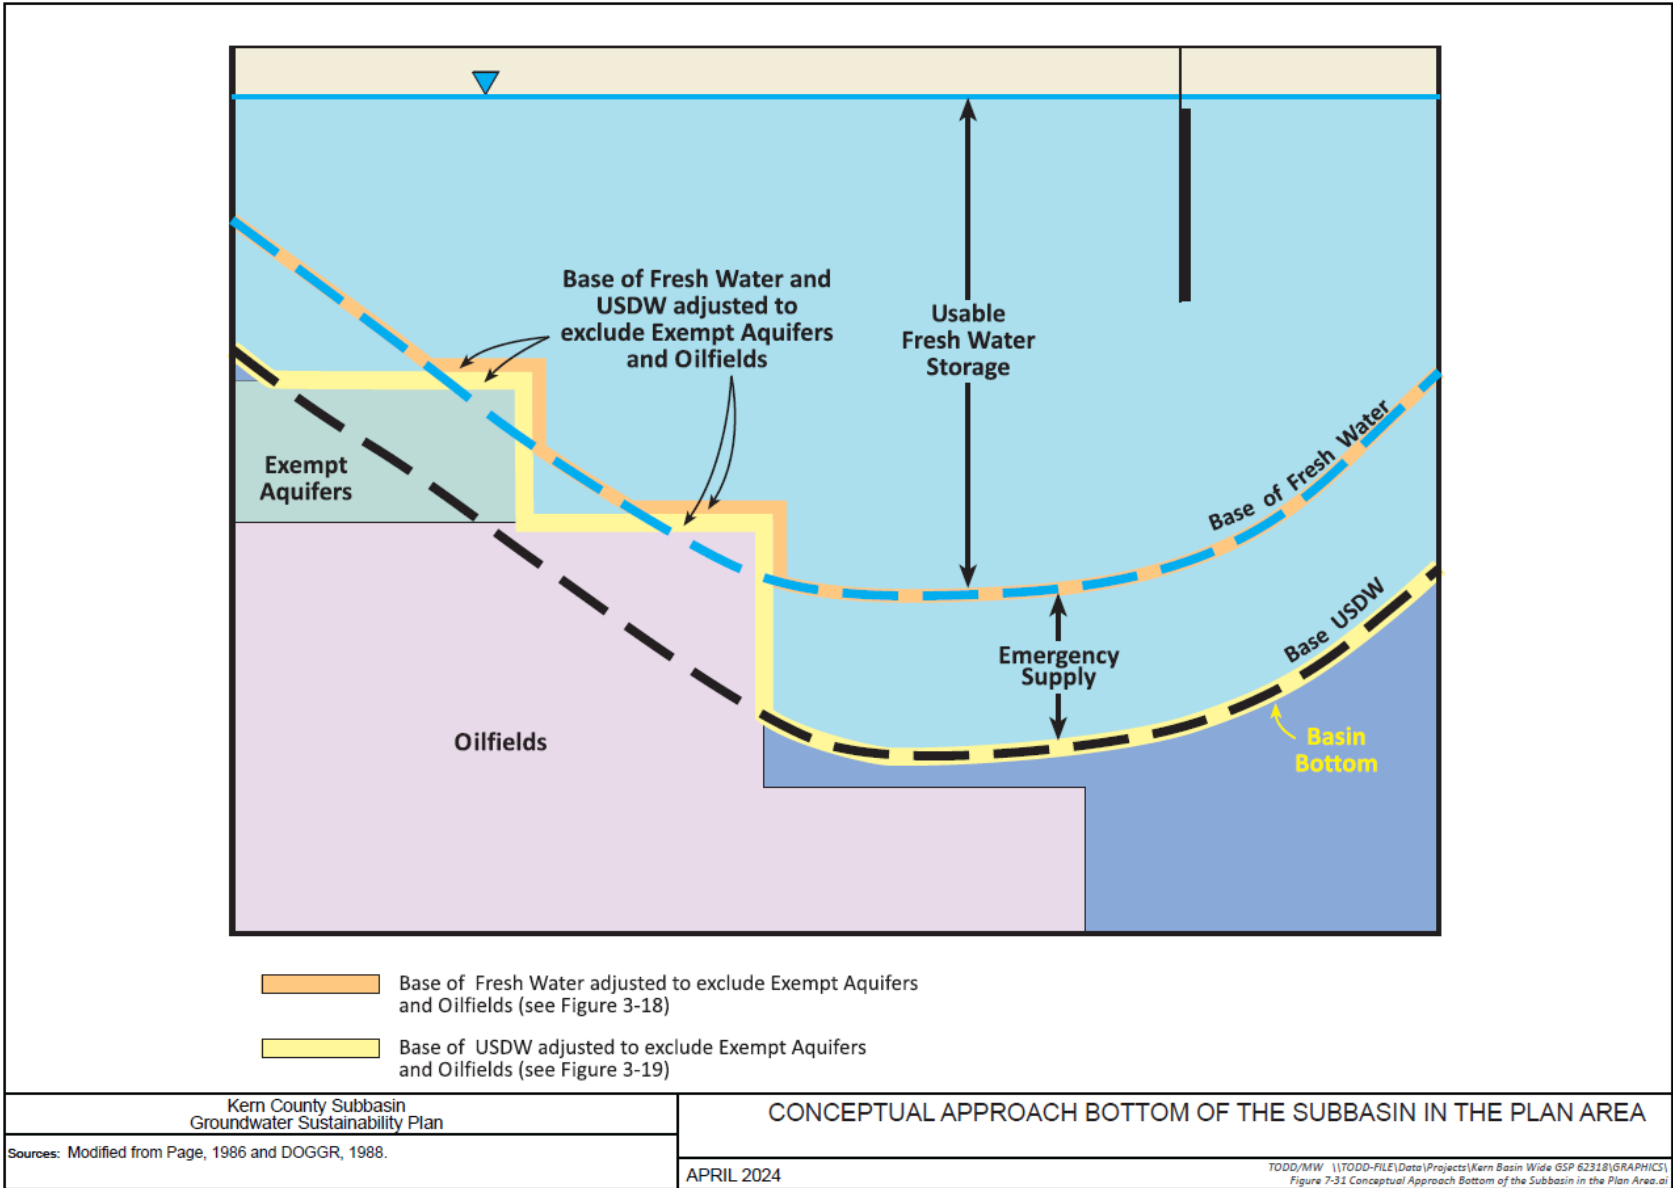 Base of Fresh Water and
USDW adjusted to
exclude Exempt Aquifers
and Oilfields
Usable
Fresh Water
Storage
Base of Fresh Water
Exempt
Aquifers
Emergency
Supply
Base USDW
Oilfields
Basin
Bottom
Base of Fresh Water adjusted to exclude Exempt Aquifers
and Oilfields (see Figure 3-18)
Base of USDW adjusted to exclude Exempt Aquifers
and Oilfields (see Figure 3-19)
Kern County Subbasin
Groundwater Sustainability Plan
Sources: Modified from Page, 1986 and DOGGR, 1988.
CONCEPTUAL APPROACH BOTTOM OF THE SUBBASIN IN THE PLAN AREA
APRIL 2024
TODD/MW \\TODD-FILE\Data\Projects\Kern Basin Wide GSP 62318\GRAPHICS\
Figure 7-31 Conceptual Approach Bottom of the Subbasin in the Plan Area.ai